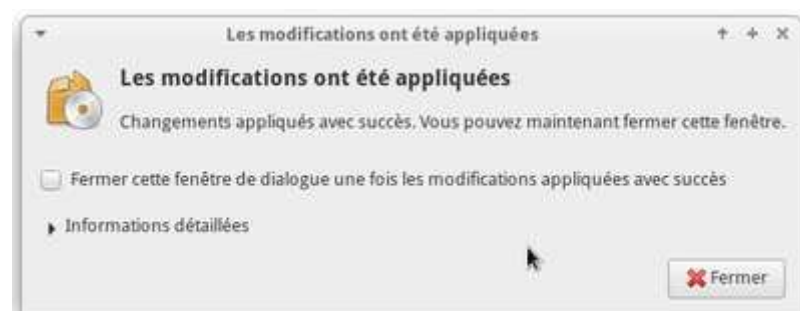 Les modifications ont été appliquées
Les modifications ont été appliquées
Changements appliqués avec succès. Vous pouvez maintenant fermer cette fenêtre.
Fermer cette fenêtre de dialogue une fois les modifications appliquées avec succès
Informations détaillées
Fermer